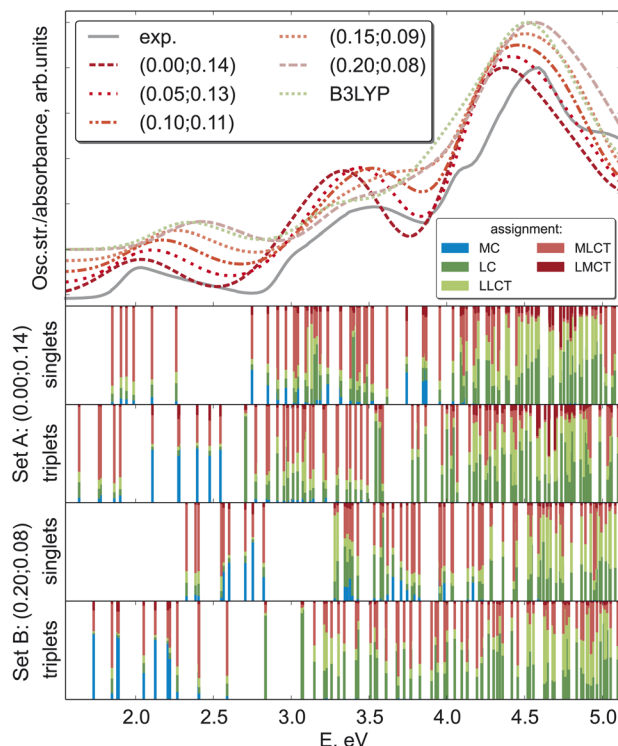 Osc.str./absorbance, arb.units
exp.
(0.00;0.14)
(0.05;0.13)
(0.10;0.11)
(0.15;0.09)
(0.20;0.08)
B3LYP
assignment:
MC
LC
LLCT
MLCT
LMCT
Set A: (0.00;0.14)
singlets
triplets
Set B: (0.20;0.08)
singlets
triplets
2.0 2.5 3.0 3.5 4.0 4.5 5.0
E, eV